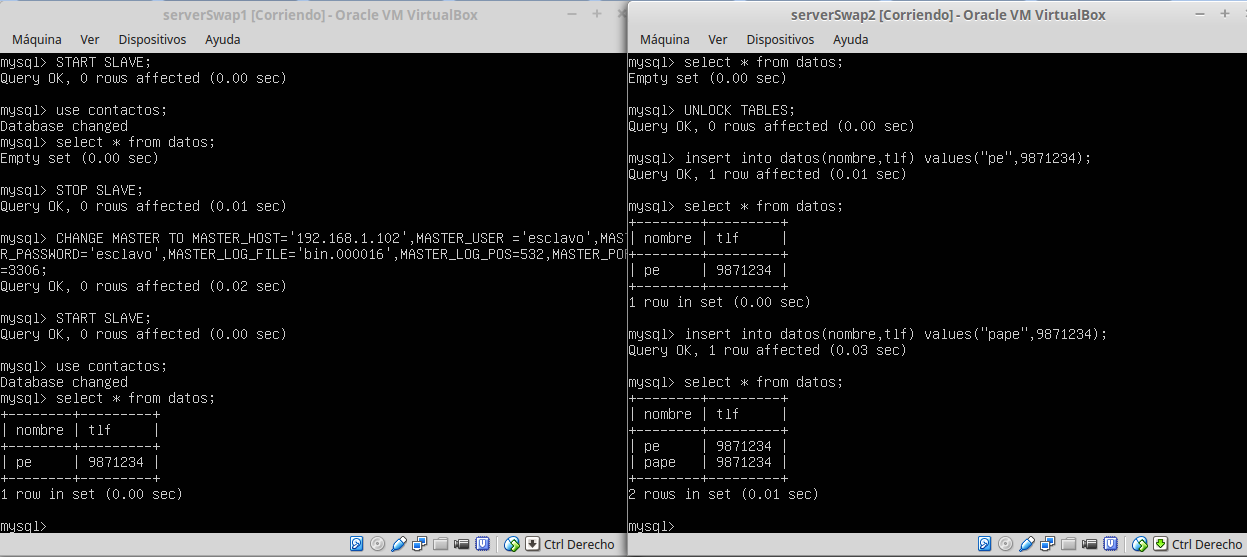 serverSwap1 [Corriendo] - Oracle VM VirtualBox
Máquina Ver Dispositivos Ayuda
mysql> START SLAVE;
Query OK, 0 rows affected (0.00 sec)
mysql> use contactos;
Database changed
mysql> select * from datos;
Empty set (0.00 sec)
mysql> STOP SLAVE;
Query OK, 0 rows affected (0.01 sec)
mysql> CHANGE MASTER TO MASTER_HOST='192.168.1.102',MASTER_USER ='esclavo',MAST
R_PASSWORD='esclavo',MASTER_LOG_FILE='bin.000016',MASTER_LOG_POS=532,MASTER_POR
=3306;
Query OK, 0 rows affected (0.02 sec)
mysql> START SLAVE;
Query OK, 0 rows affected (0.00 sec)
mysql> use contactos;
Database changed
mysql> select * from datos;
+--------+---------+
| nombre | tlf     |
+--------+---------+
| pe     | 9871234 |
+--------+---------+
1 row in set (0.00 sec)
mysql>
Ctrl Derecho
serverSwap2 [Corriendo] - Oracle VM VirtualBox
Máquina Ver Dispositivos Ayuda
mysql> select * from datos;
Empty set (0.00 sec)
mysql> UNLOCK TABLES;
Query OK, 0 rows affected (0.00 sec)
mysql> insert into datos(nombre,tlf) values("pe",9871234);
Query OK, 1 row affected (0.01 sec)
mysql> select * from datos;
+--------+---------+
| nombre | tlf     |
+--------+---------+
| pe     | 9871234 |
+--------+---------+
1 row in set (0.00 sec)
mysql> insert into datos(nombre,tlf) values("pape",9871234);
Query OK, 1 row affected (0.03 sec)
mysql> select * from datos;
+--------+---------+
| nombre | tlf     |
+--------+---------+
| pe     | 9871234 |
| pape   | 9871234 |
+--------+---------+
2 rows in set (0.01 sec)
mysql>
Ctrl Derecho